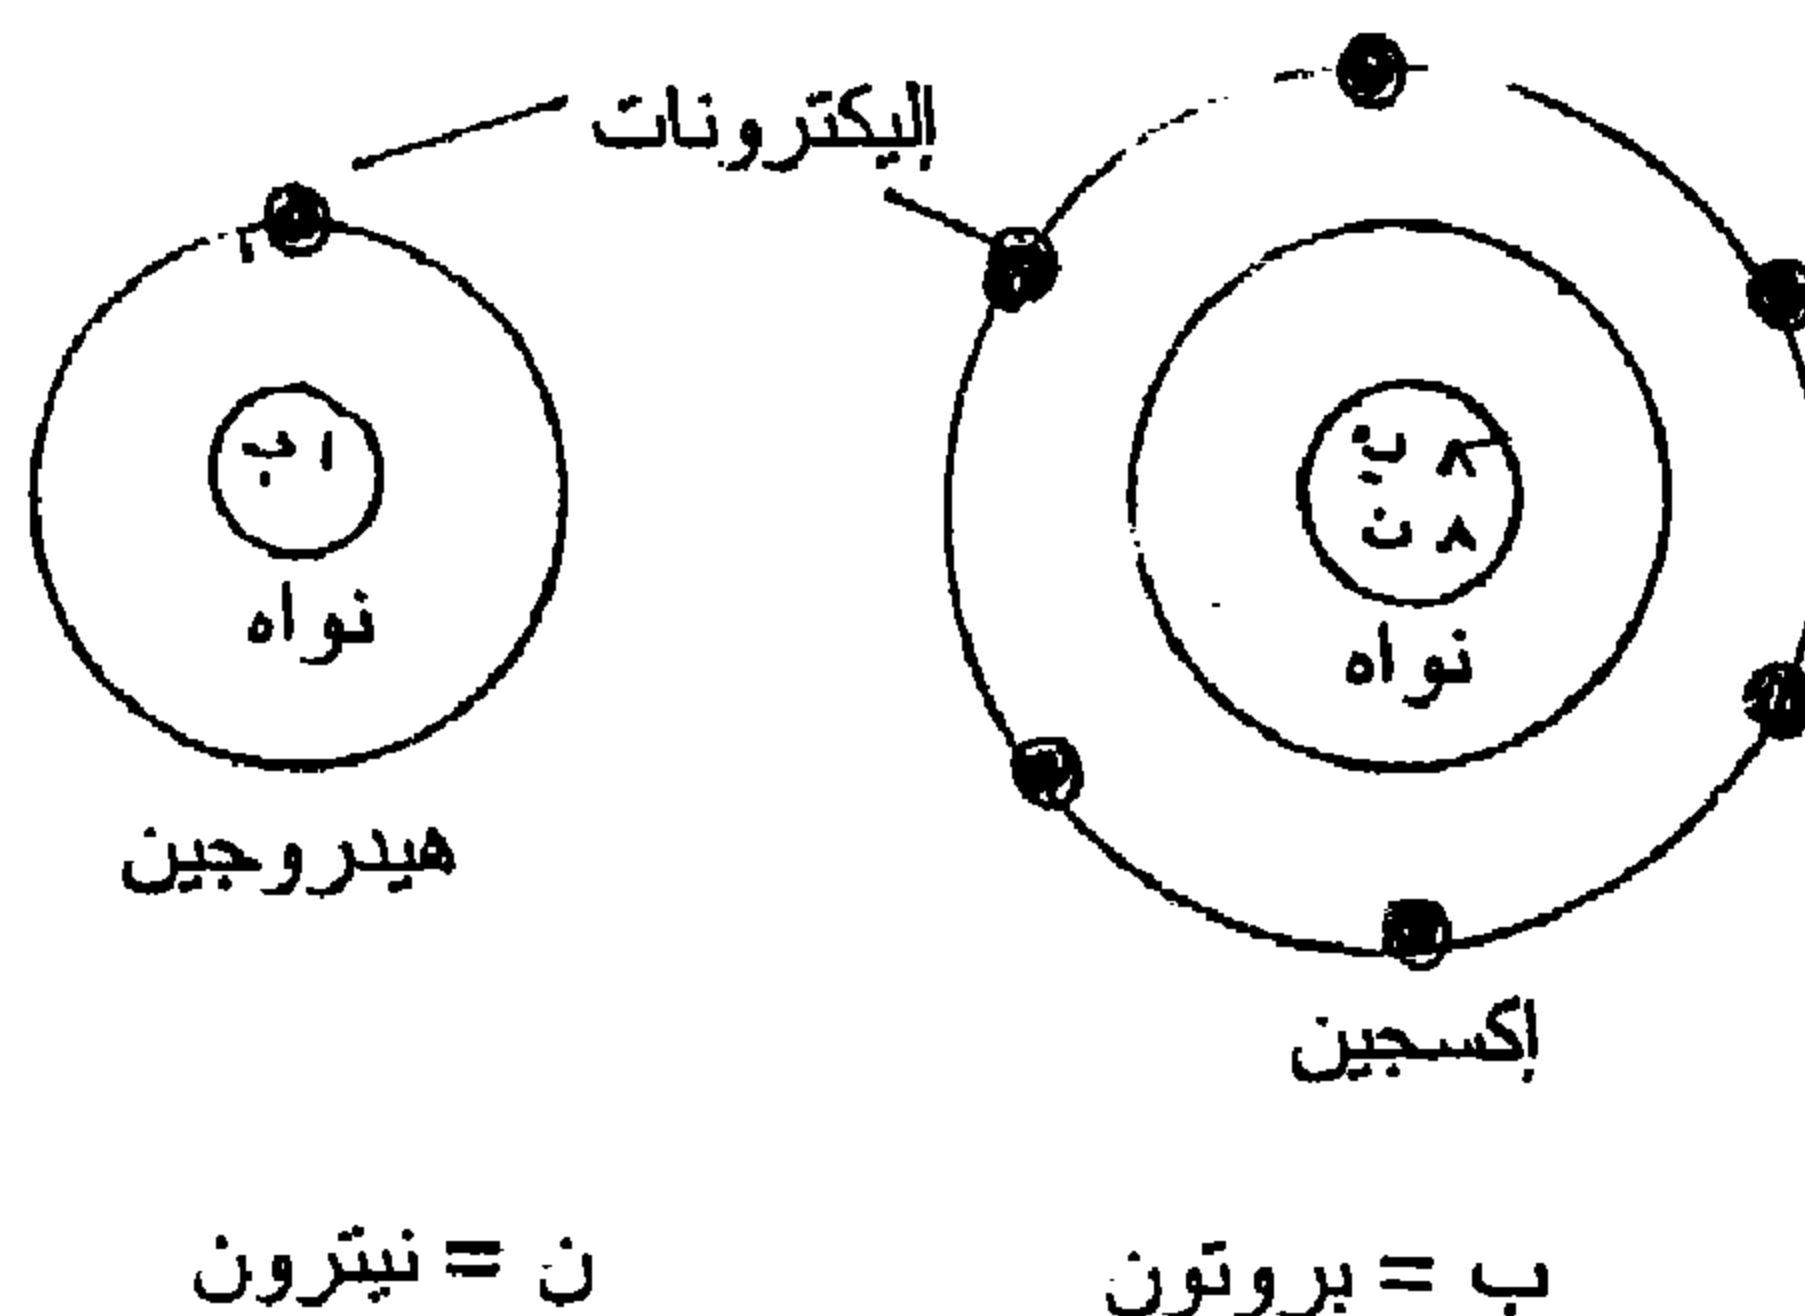 إليكترونات
١ ب
نواه
هيدروجين
٨ ب
٨ ن
نواه
إكسجين
ب = بروتون
ن = نيترون